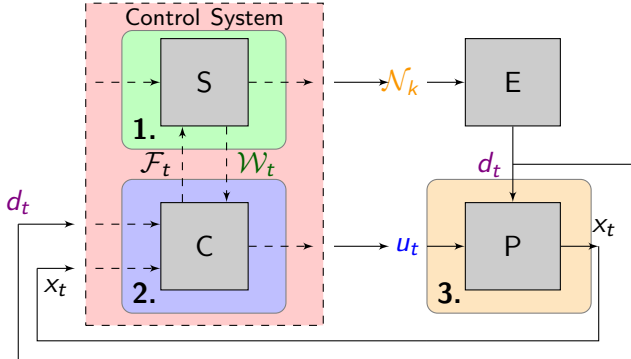 Control System
S
𝒩_k
E
1.
ℱ_t
𝒲_t
d_t
d_t
C
u_t
P
x_t
x_t
2.
3.